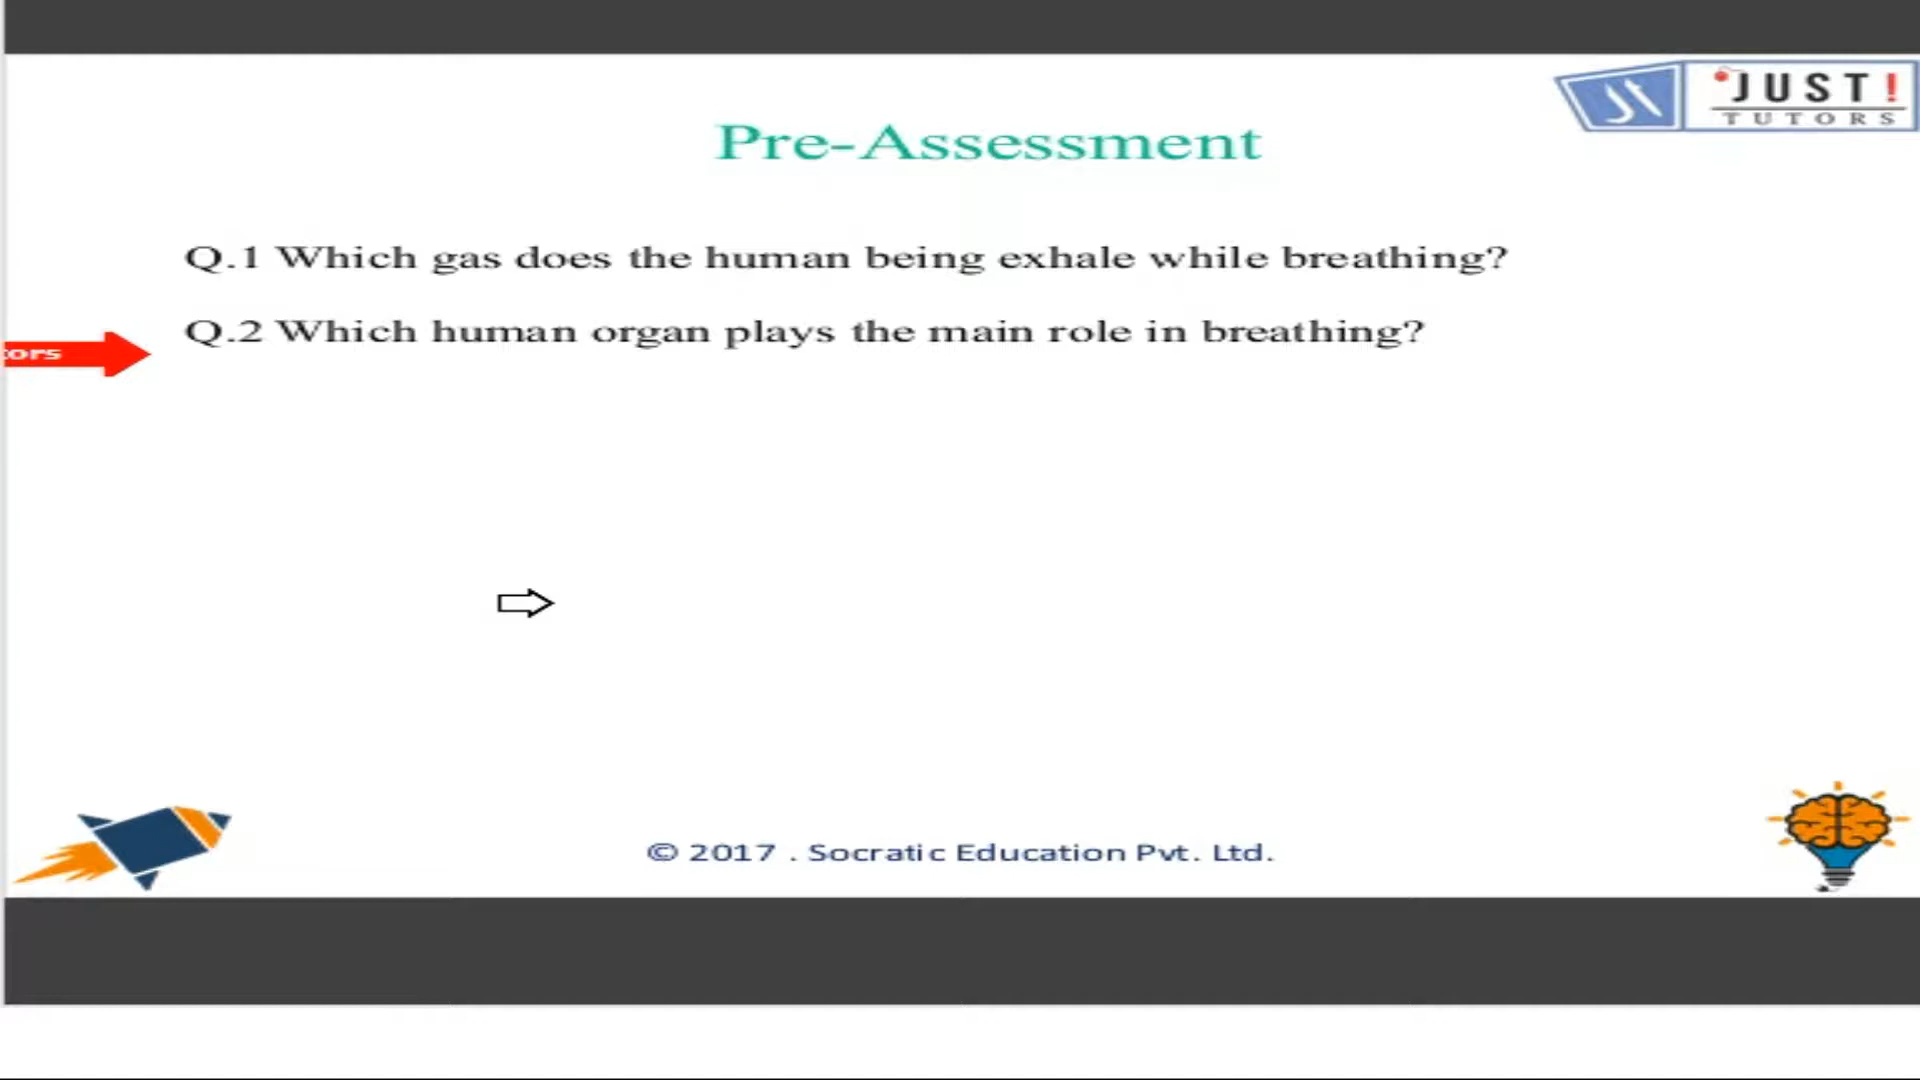 JUST!
TUTORS
Pre-Assessment
Q.1 Which gas does the human being exhale while breathing?
Q.2 Which human organ plays the main role in breathing?
tors
© 2017 . Socratic Education Pvt. Ltd.